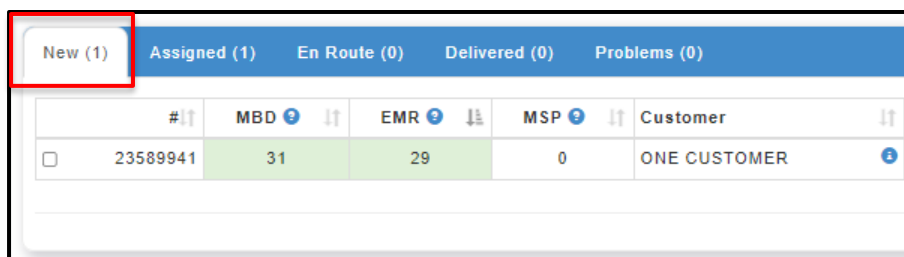 New (1) Assigned (1) En Route (0) Delivered (0) Problems (0)
# MBD EMR MSP Customer
23589941 31 29 0 ONE CUSTOMER